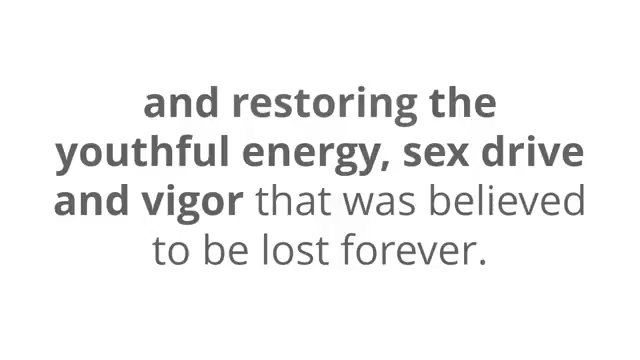 and restoring the
youthful energy, sex drive
and vigor that was believed
to be lost forever.